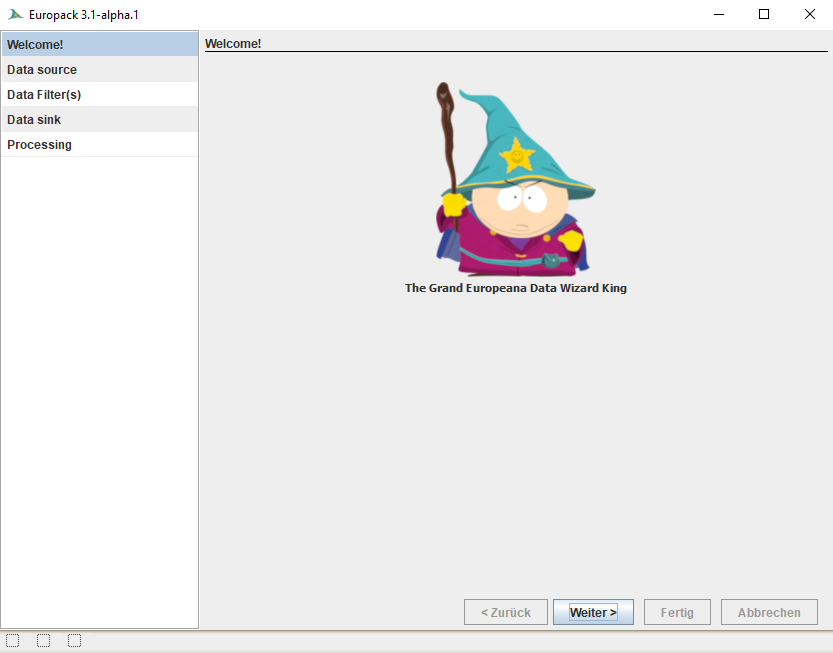 Europack 3.1-alpha.1
Welcome!
Data source
Data Filter(s)
Data sink
Processing
Welcome!
The Grand Europeana Data Wizard King
< Zurück
Weiter >
Fertig
Abbrechen